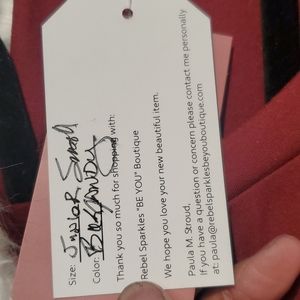 Size: Junior Small
Color: Burgundy
Thank you so much for shopping with:
Rebel Sparkles "BE YOU" Boutique
We hope you love your new beautiful item.
Paula M. Stroud,
If you have a question or concern please contact me personally
at: paula@rebelsparklesbeyouboutique.com